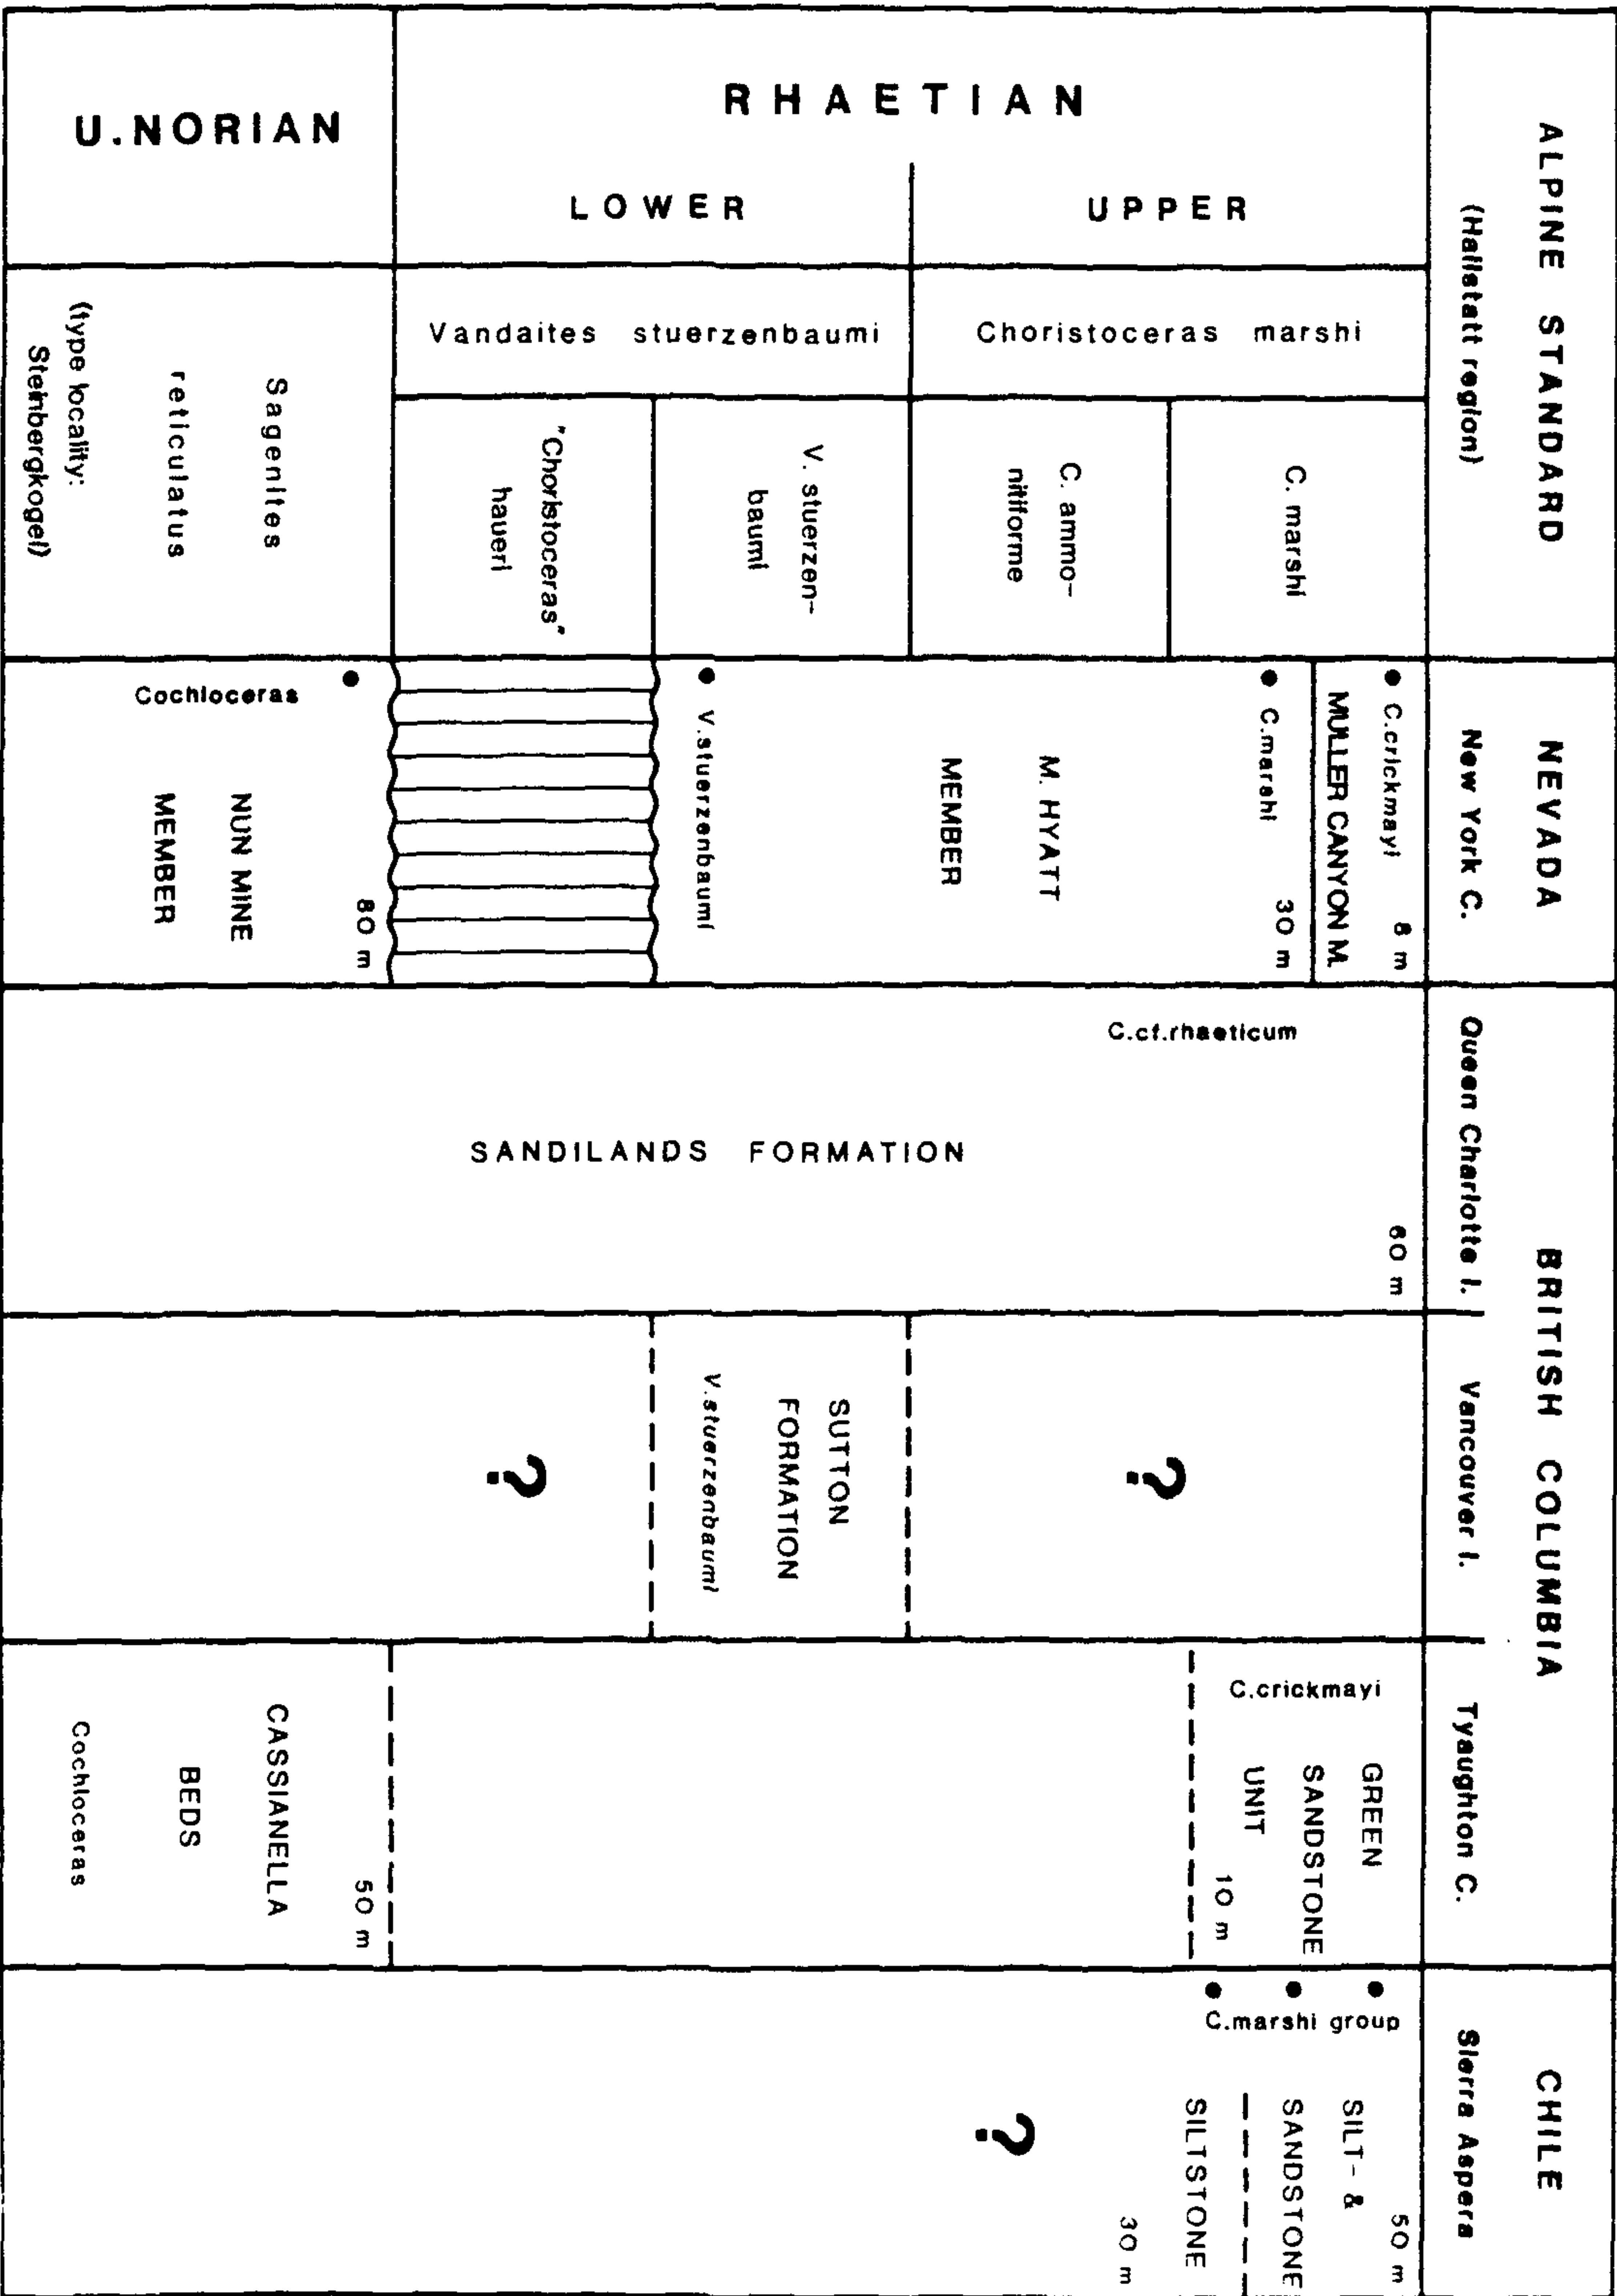 ALPINE STANDARD
(Hallstatt region)
NEVADA
New York C.
BRITISH COLUMBIA
Queen Charlotte I.
Vancouver I.
Tyaughton C.
CHILE
Sierra Aspera
RHAETIAN
UPPER
LOWER
U.NORIAN
Choristoceras marshi
Vandaites stuerzenbaumi
C. marshi
C. ammo-
nitiforme
V. stuerzen-
baumi
"Choristoceras"
haueri
Sagenites
reticulatus
(type locality:
Steinbergkogel)
C.crickmayi
8 m
MULLER CANYON M.
C.marshi
30 m
M. HYATT
MEMBER
V.stuerzenbaumi
80 m
Cochloceras
NUN MINE
MEMBER
60 m
C.cf.rhaeticum
SANDILANDS FORMATION
?
SUTTON
FORMATION
V.stuerzenbaumi
?
C.crickmayi
GREEN
SANDSTONE
UNIT
10 m
50 m
CASSIANELLA
BEDS
Cochloceras
C.marshi group
50 m
SILT- &
SANDSTONE
SILTSTONE
30 m
?